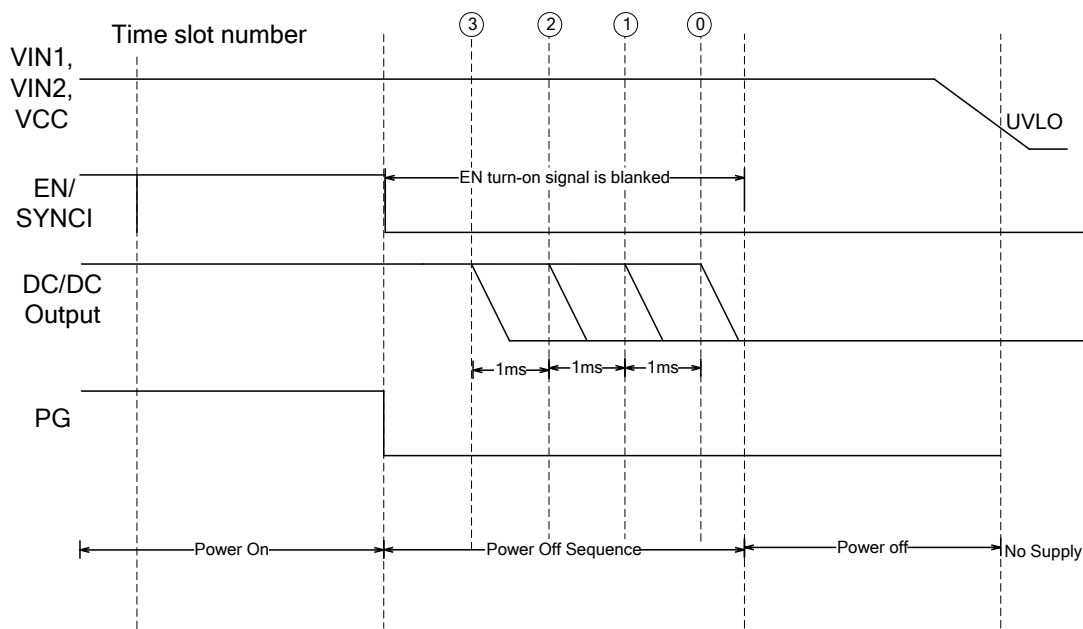 Time slot number
3
2
1
0
VIN1,
VIN2,
VCC
UVLO
EN/
SYNCI
EN turn-on signal is blanked
DC/DC
Output
1ms
1ms
1ms
PG
Power On
Power Off Sequence
Power off
No Supply